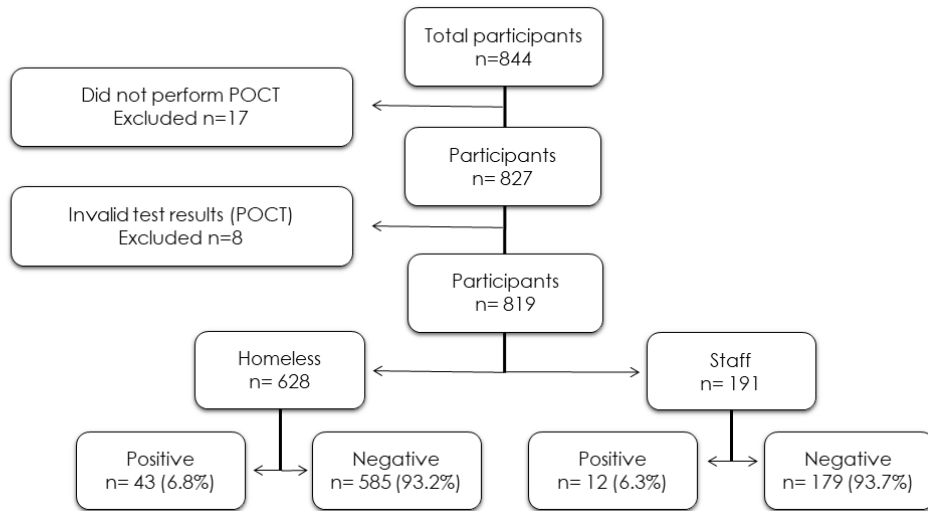 Total participants
n=844
Did not perform POCT
Excluded n=17
Participants
n= 827
Invalid test results (POCT)
Excluded n=8
Participants
n= 819
Homeless
n= 628
Staff
n= 191
Positive
n= 43 (6.8%)
Negative
n= 585 (93.2%)
Positive
n= 12 (6.3%)
Negative
n= 179 (93.7%)